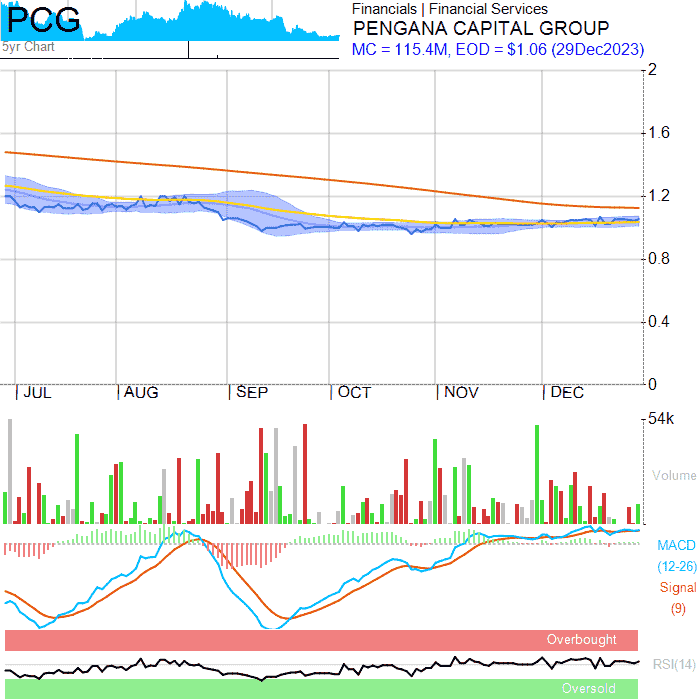 PCG
5yr Chart
Financials | Financial Services
PENGANA CAPITAL GROUP
MC = 115.4M, EOD = $1.06 (29Dec2023)
2
1.6
1.2
0.8
0.4
0
JUL AUG SEP OCT NOV DEC
54k
Volume
MACD
(12-26)
Signal
(9)
Overbought
RSI(14)
Oversold